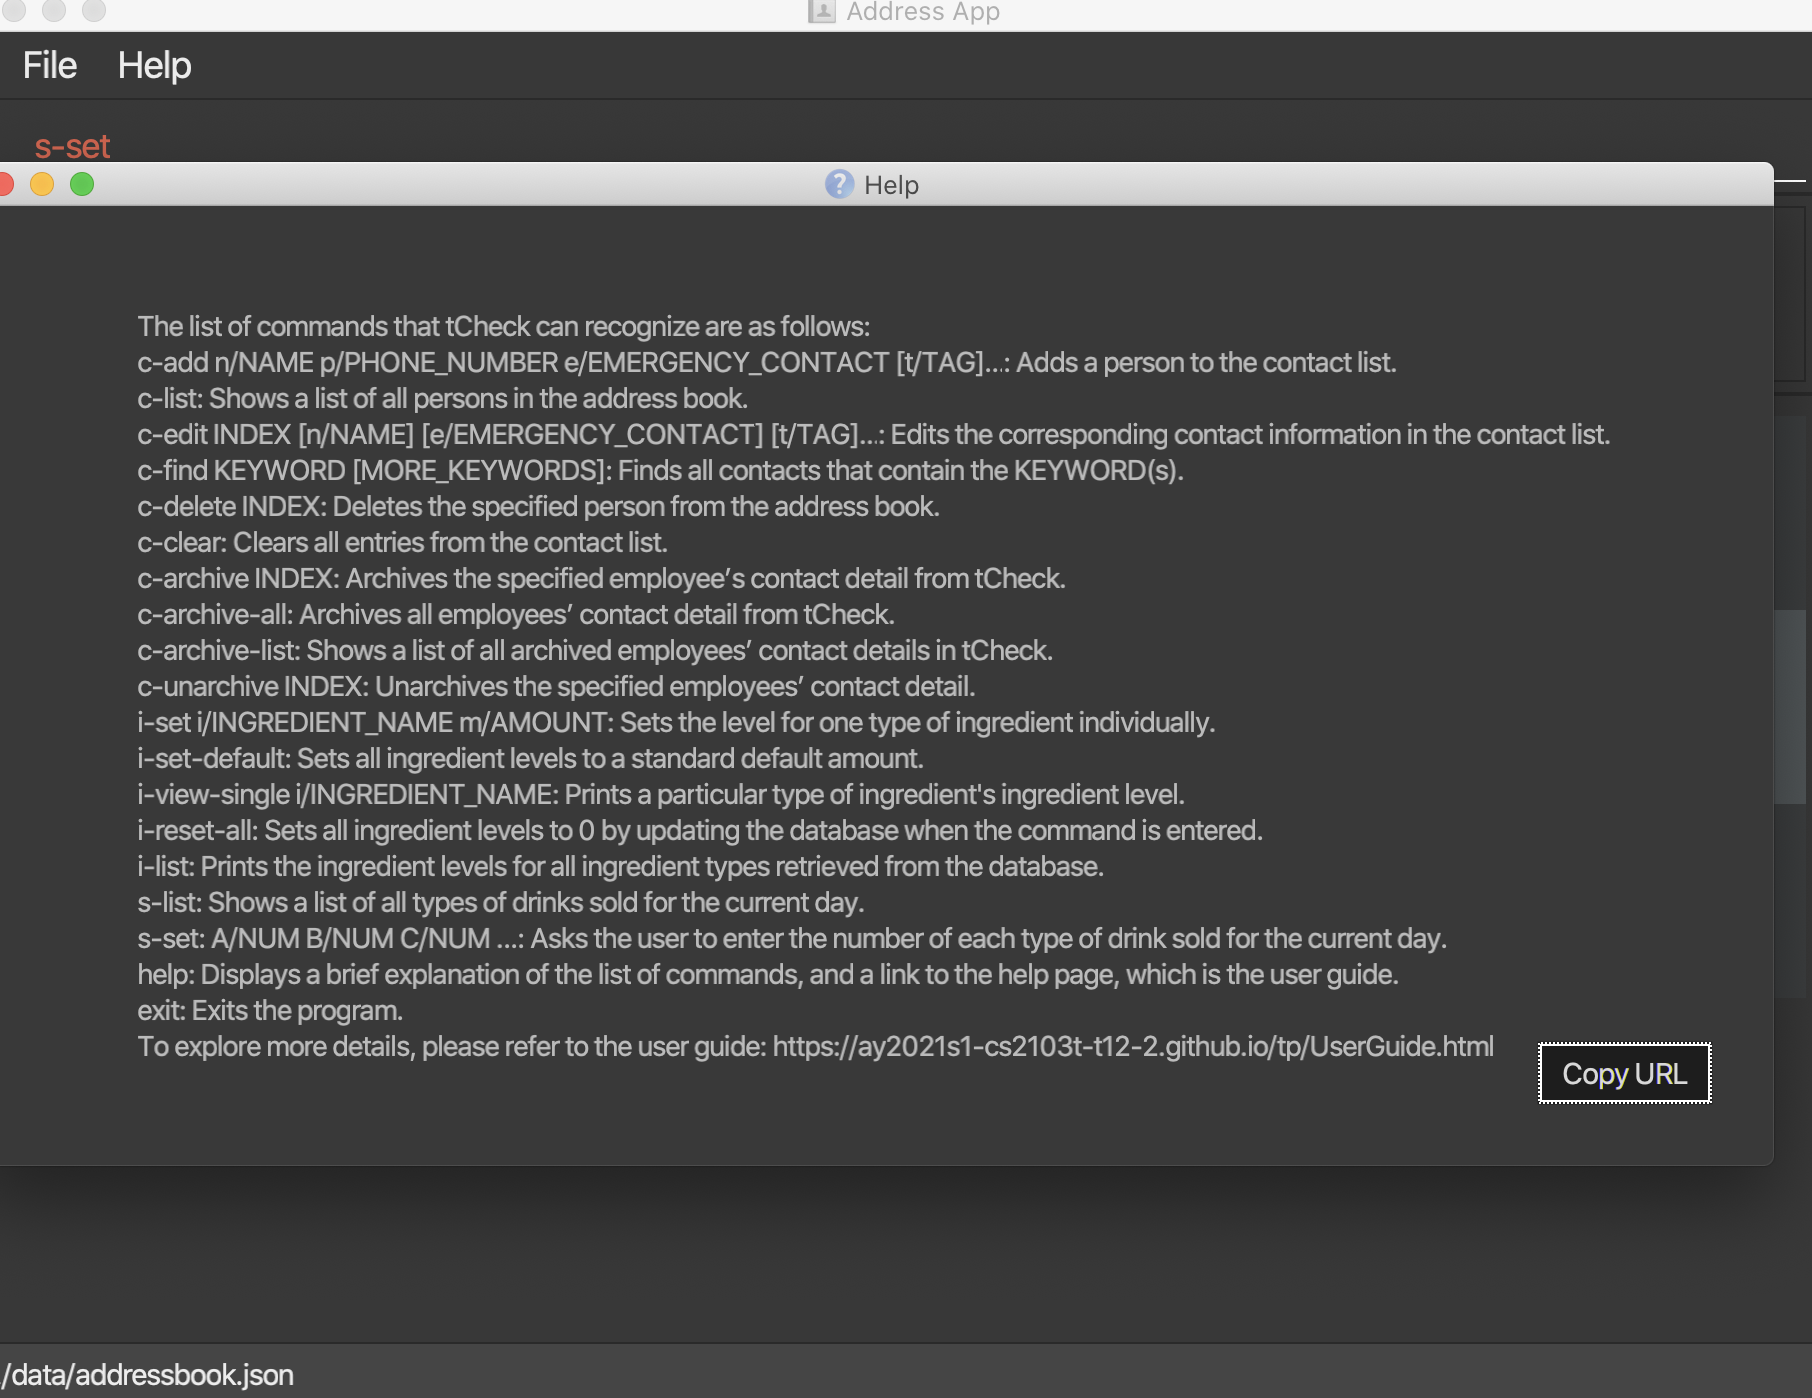 Address App
File Help
s-set
? Help
The list of commands that tCheck can recognize are as follows:
c-add n/NAME p/PHONE_NUMBER e/EMERGENCY_CONTACT [t/TAG]...: Adds a person to the contact list.
c-list: Shows a list of all persons in the address book.
c-edit INDEX [n/NAME] [e/EMERGENCY_CONTACT] [t/TAG]...: Edits the corresponding contact information in the contact list.
c-find KEYWORD [MORE_KEYWORDS]: Finds all contacts that contain the KEYWORD(s).
c-delete INDEX: Deletes the specified person from the address book.
c-clear: Clears all entries from the contact list.
c-archive INDEX: Archives the specified employee’s contact detail from tCheck.
c-archive-all: Archives all employees’ contact detail from tCheck.
c-archive-list: Shows a list of all archived employees’ contact details in tCheck.
c-unarchive INDEX: Unarchives the specified employees’ contact detail.
i-set i/INGREDIENT_NAME m/AMOUNT: Sets the level for one type of ingredient individually.
i-set-default: Sets all ingredient levels to a standard default amount.
i-view-single i/INGREDIENT_NAME: Prints a particular type of ingredient's ingredient level.
i-reset-all: Sets all ingredient levels to 0 by updating the database when the command is entered.
i-list: Prints the ingredient levels for all ingredient types retrieved from the database.
s-list: Shows a list of all types of drinks sold for the current day.
s-set: A/NUM B/NUM C/NUM ...: Asks the user to enter the number of each type of drink sold for the current day.
help: Displays a brief explanation of the list of commands, and a link to the help page, which is the user guide.
exit: Exits the program.
To explore more details, please refer to the user guide: https://ay2021s1-cs2103t-t12-2.github.io/tp/UserGuide.html
Copy URL
/data/addressbook.json